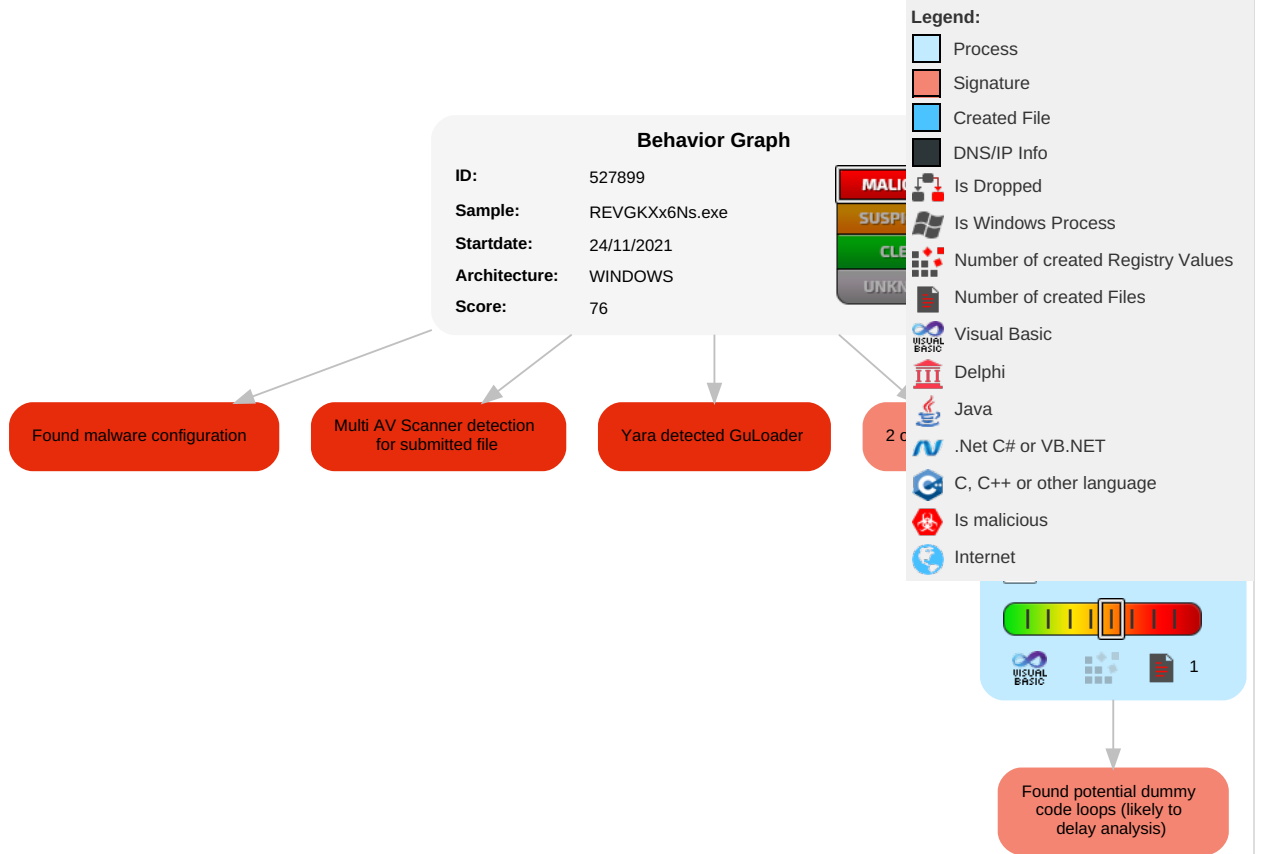 Legend:
Process
Signature
Created File
DNS/IP Info
Is Dropped
Is Windows Process
Number of created Registry Values
Number of created Files
Visual Basic
Delphi
Java
.Net C# or VB.NET
C, C++ or other language
Is malicious
Internet
Behavior Graph
ID: 527899
Sample: REVGKXx6Ns.exe
Startdate: 24/11/2021
Architecture: WINDOWS
Score: 76
Found malware configuration
Multi AV Scanner detection
for submitted file
Yara detected GuLoader
2
VISUAL
BASIC
1
Found potential dummy
code loops (likely to
delay analysis)